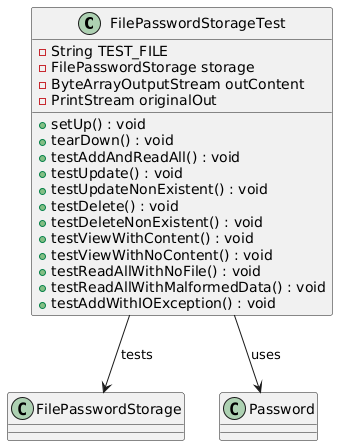 C FilePasswordStorageTest
String TEST_FILE
FilePasswordStorage storage
ByteArrayOutputStream outContent
PrintStream originalOut
setUp() : void
tearDown() : void
testAddAndReadAll() : void
testUpdate() : void
testUpdateNonExistent() : void
testDelete() : void
testDeleteNonExistent() : void
testViewWithContent() : void
testViewWithNoContent() : void
testReadAllWithNoFile() : void
testReadAllWithMalformedData() : void
testAddWithIOException() : void
tests
uses
C FilePasswordStorage
C Password